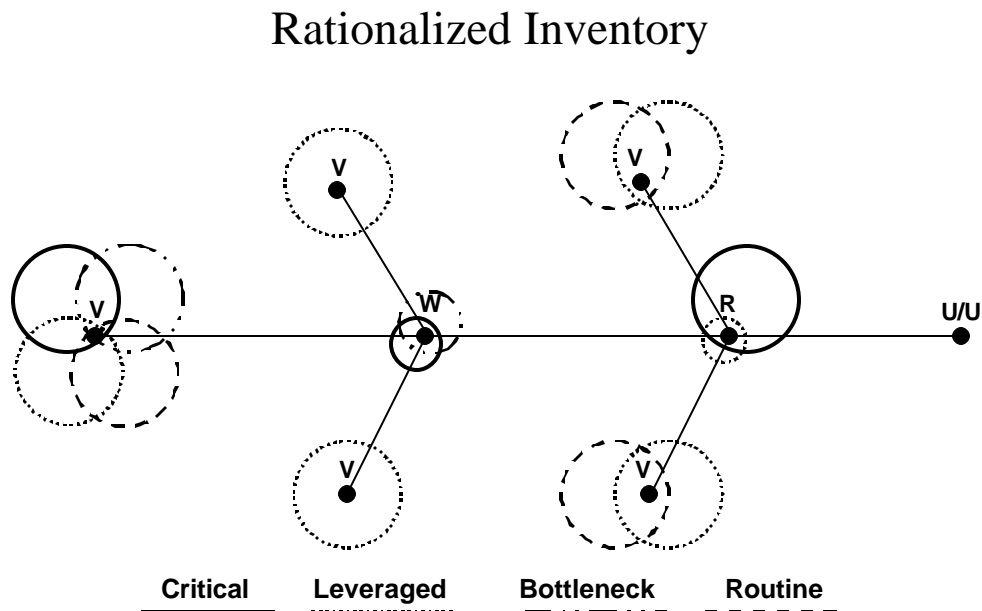 Rationalized Inventory
V
V
V
W
R
U/U
V
V
Critical
Leveraged
Bottleneck
Routine